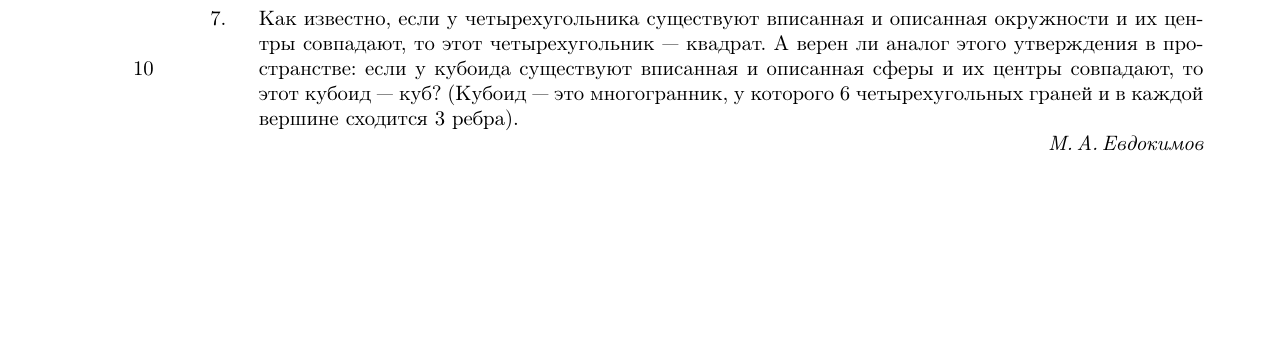 7. Как известно, если у четырехугольника существуют вписанная и описанная окружности и их цен-
тры совпадают, то этот четырехугольник — квадрат. А верен ли аналог этого утверждения в про-
10 странстве: если у кубоида существуют вписанная и описанная сферы и их центры совпадают, то
этот кубоид — куб? (Кубоид — это многогранник, у которого 6 четырехугольных граней и в каждой
вершине сходится 3 ребра).
М. А. Евдокимов